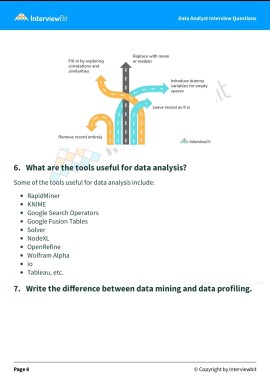 InterviewBit
Data Analyst Interview Questions
Replace with mean
or median
Fill in by exploring
correlations and
similarities
Introduce dummy
variables for empty
spaces
Leave record as it is
Remove record entirely
InterviewBit
6. What are the tools useful for data analysis?
Some of the tools useful for data analysis include:
• RapidMiner
• KNIME
• Google Search Operators
• Google Fusion Tables
• Solver
• NodeXL
• OpenRefine
• Wolfram Alpha
• io
• Tableau, etc.
7. Write the difference between data mining and data profiling.
Page 8
© Copyright by Interviewbit